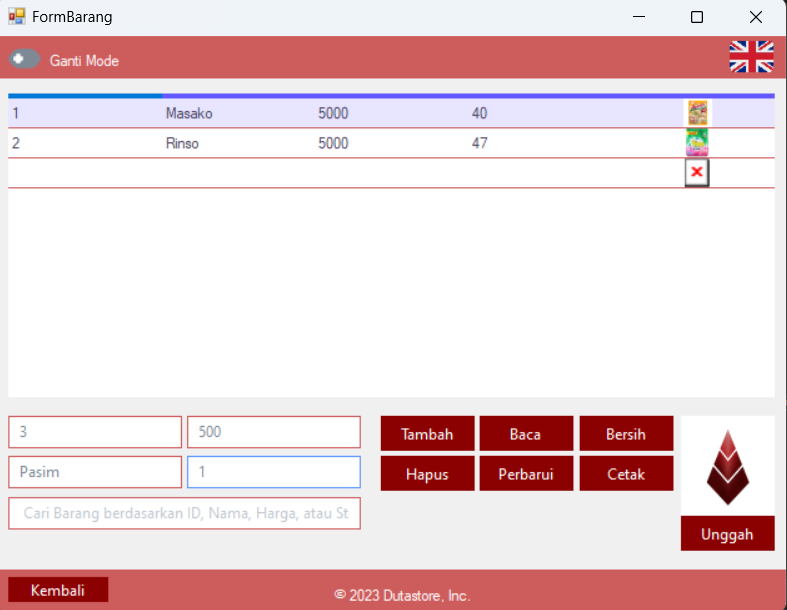 FormBarang
Ganti Mode
1 Masako 5000 40
2 Rinso 5000 47
3 500
Pasim 1
Cari Barang berdasarkan ID, Nama, Harga, atau St
Tambah Baca Bersih
Hapus Perbarui Cetak
Unggah
Kembali
© 2023 Dutastore, Inc.